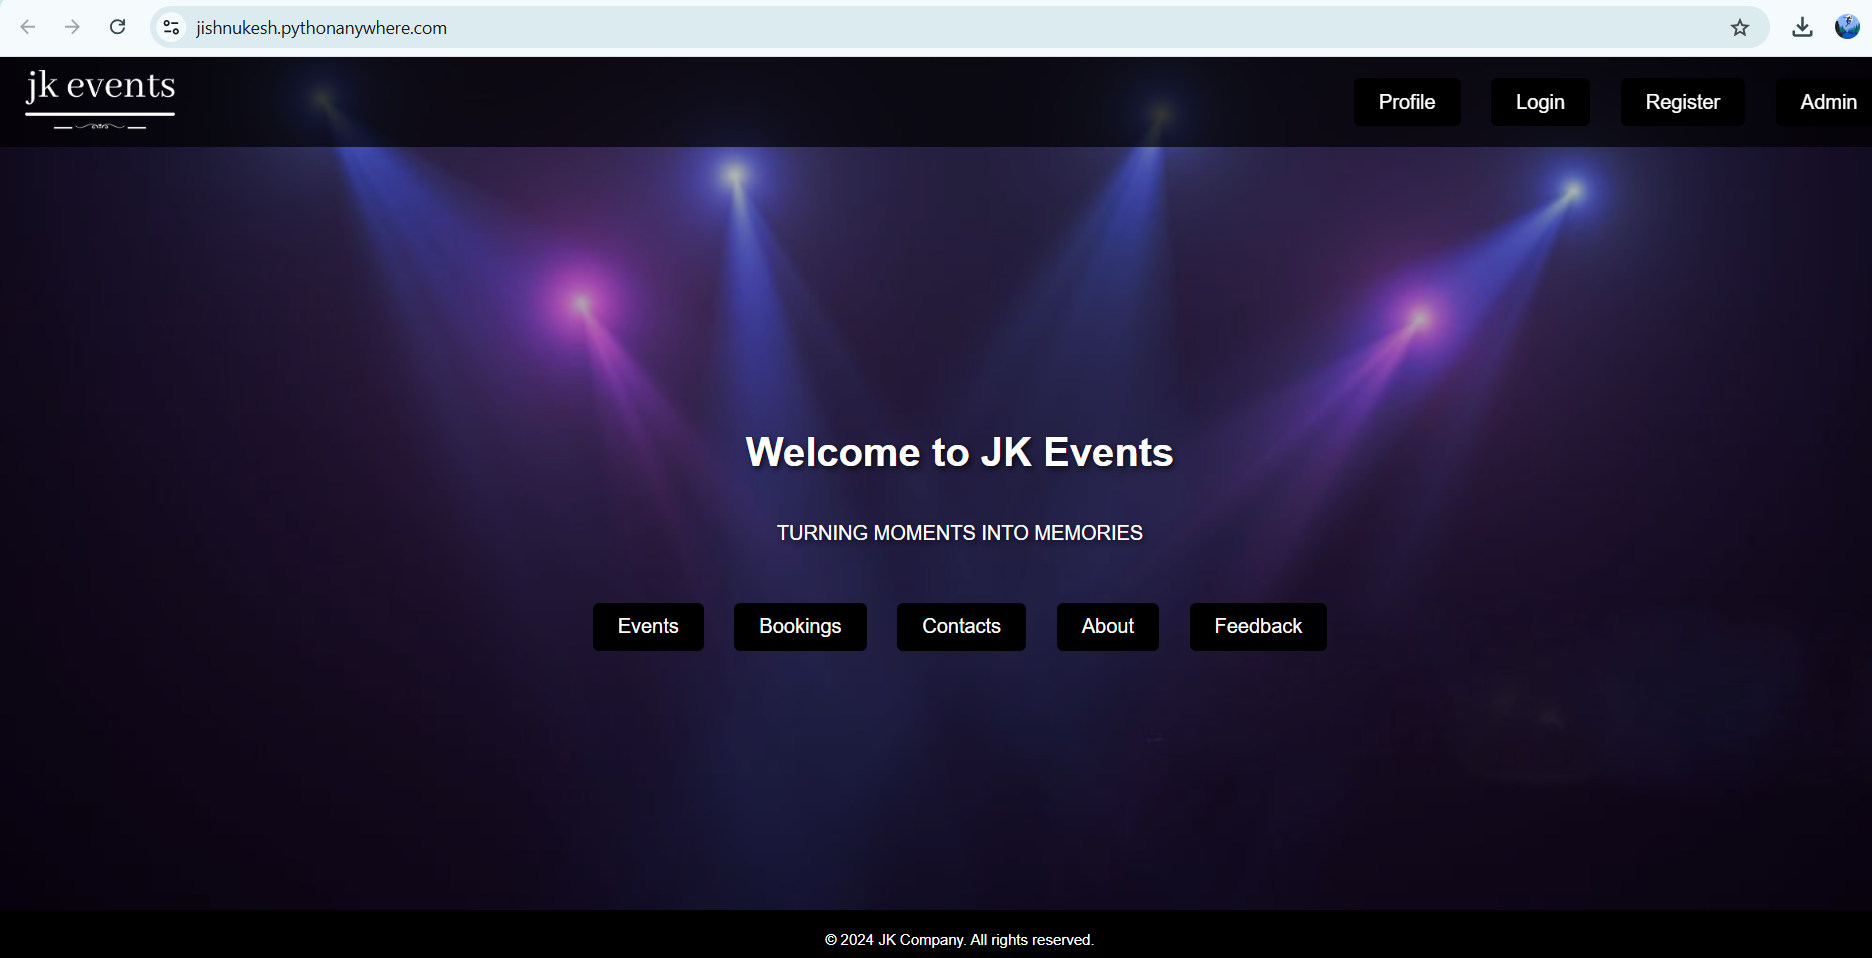 jishnukesh.pythonanywhere.com
jk events
Profile Login Register Admin
Welcome to JK Events
TURNING MOMENTS INTO MEMORIES
Events Bookings Contacts About Feedback
© 2024 JK Company. All rights reserved.